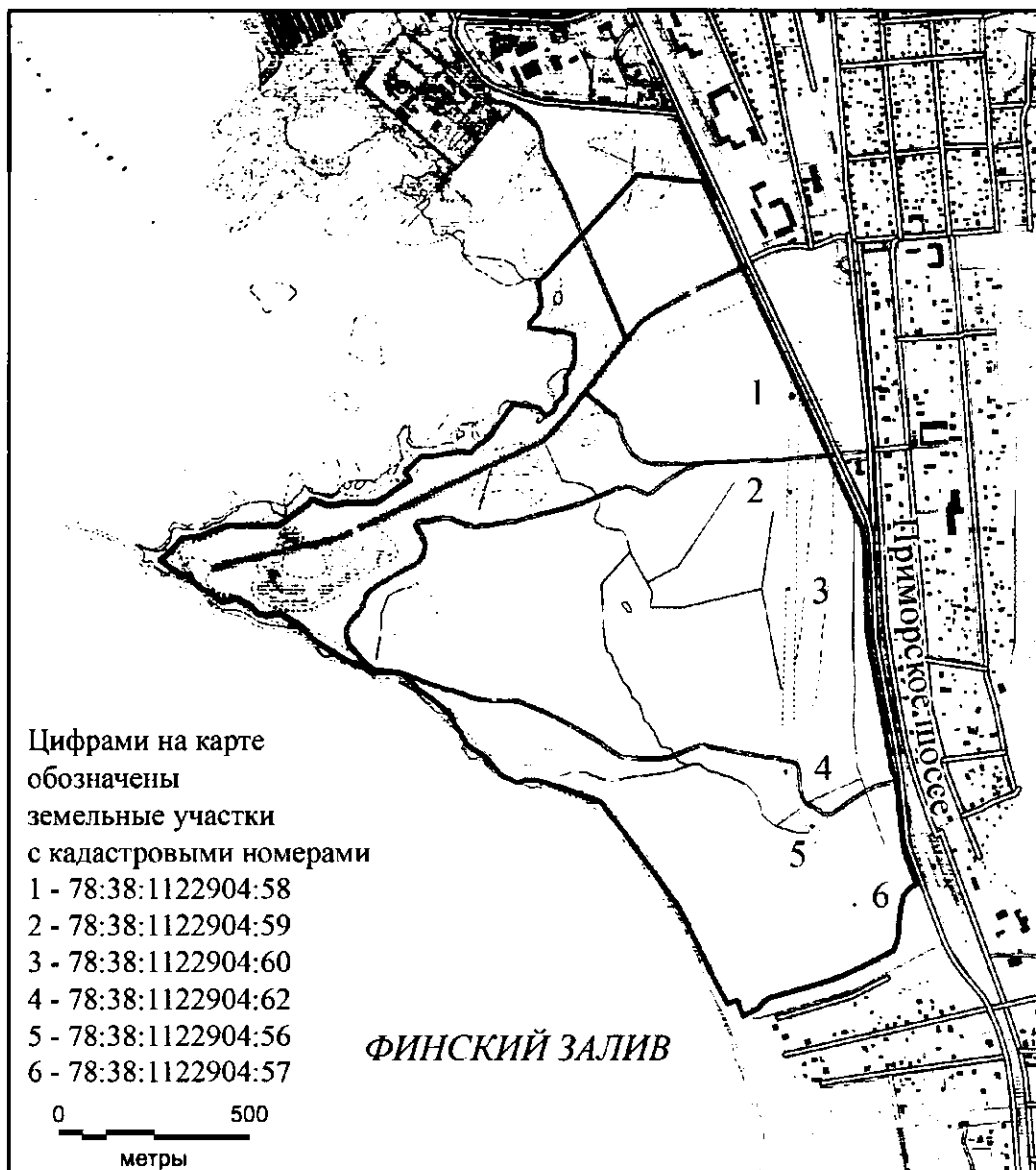 1
2
3
Приморское шоссе
4
5
6
Цифрами на карте
обозначены
земельные участки
с кадастровыми номерами
1 - 78:38:1122904:58
2 - 78:38:1122904:59
3 - 78:38:1122904:60
4 - 78:38:1122904:62
5 - 78:38:1122904:56
6 - 78:38:1122904:57
ФИНСКИЙ ЗАЛИВ
0 500
метры